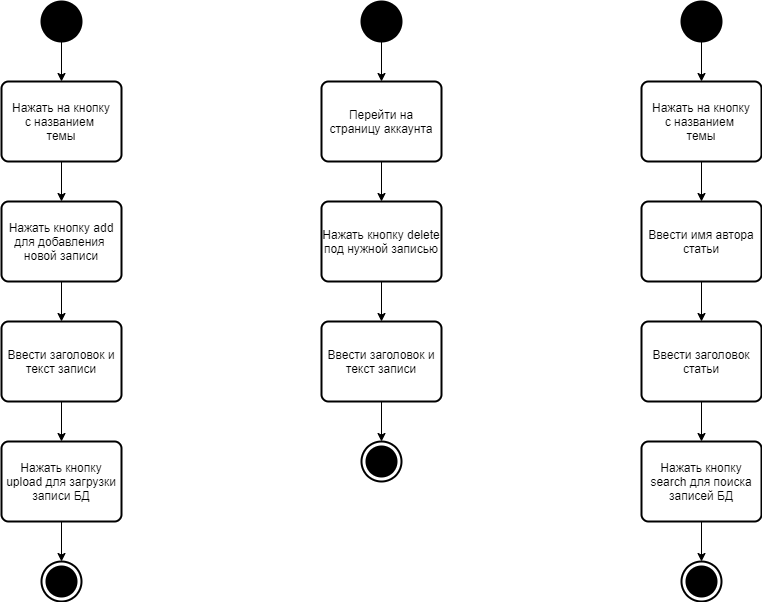 Нажать на кнопку
с названием
темы
Нажать кнопку add
для добавления
новой записи
Ввести заголовок и
текст записи
Нажать кнопку
upload для загрузки
записи БД
Перейти на
страницу аккаунта
Нажать кнопку delete
под нужной записью
Ввести заголовок и
текст записи
Нажать на кнопку
с названием
темы
Ввести имя автора
статьи
Ввести заголовок
статьи
Нажать кнопку
search для поиска
записей БД